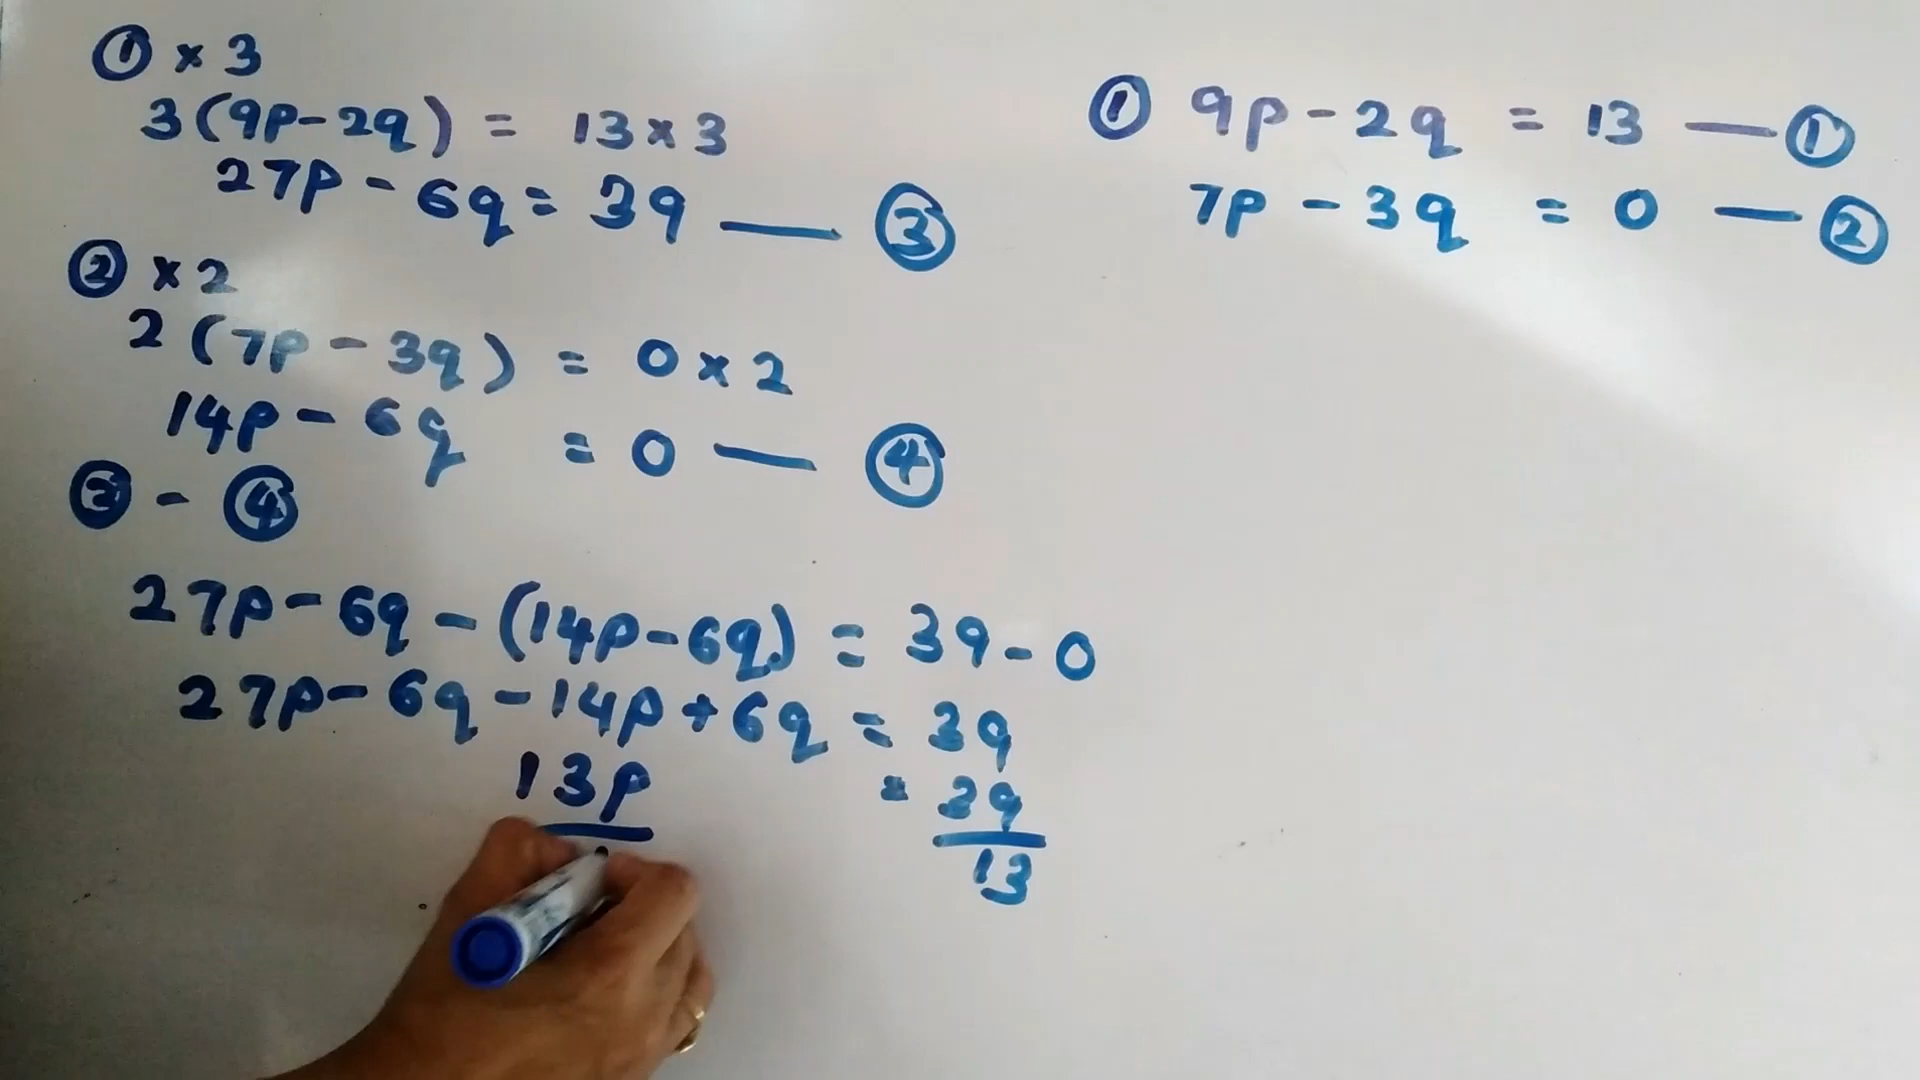 ① × 3
3(9p-2q) = 13 × 3
27p - 6q = 39 — ③
② × 2
2(7p - 3q) = 0 × 2
14p - 6q = 0 — ④
③ - ④
27p - 6q - (14p - 6q) = 39 - 0
27p - 6q - 14p + 6q = 39
13p = 39
13
① 9p - 2q = 13 — ①
7p - 3q = 0 — ②